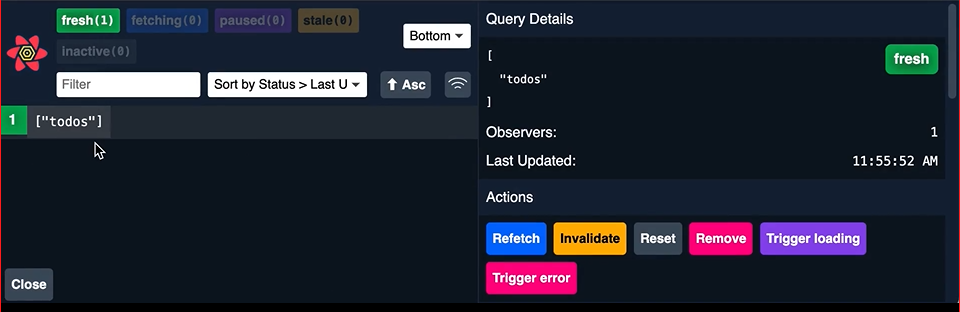 fresh(1) fetching(0) paused(0) stale(0)
inactive(0)
Bottom
Filter
Sort by Status > Last U
Asc
1 ["todos"]
Close
Query Details
[
"todos"
]
fresh
Observers: 1
Last Updated: 11:55:52 AM
Actions
Refetch Invalidate Reset Remove Trigger loading
Trigger error